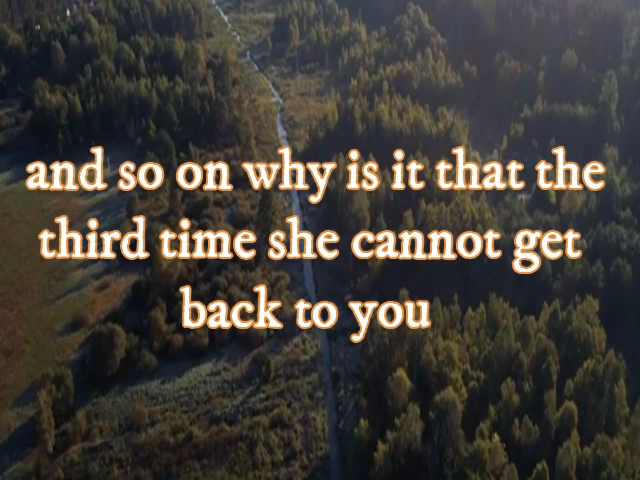 and so on why is it that the
third time she cannot get
back to you